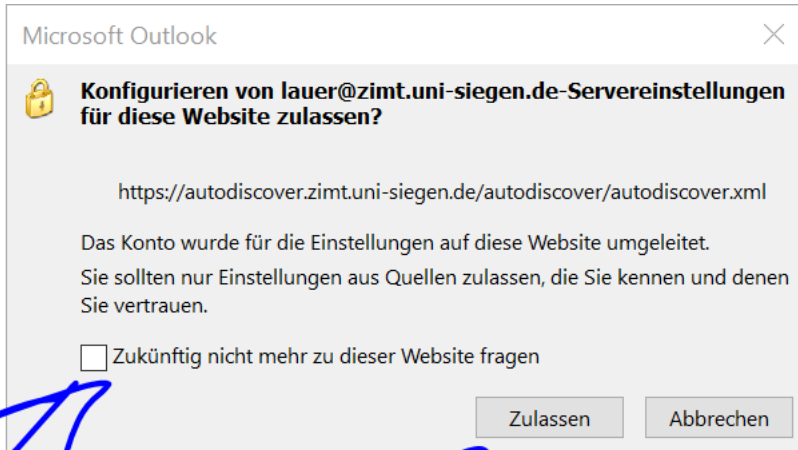 Microsoft Outlook
Konfigurieren von lauer@zimt.uni-siegen.de-Servereinstellungen
für diese Website zulassen?
https://autodiscover.zimt.uni-siegen.de/autodiscover/autodiscover.xml
Das Konto wurde für die Einstellungen auf diese Website umgeleitet.
Sie sollten nur Einstellungen aus Quellen zulassen, die Sie kennen und denen
Sie vertrauen.
Zukünftig nicht mehr zu dieser Website fragen
Zulassen Abbrechen